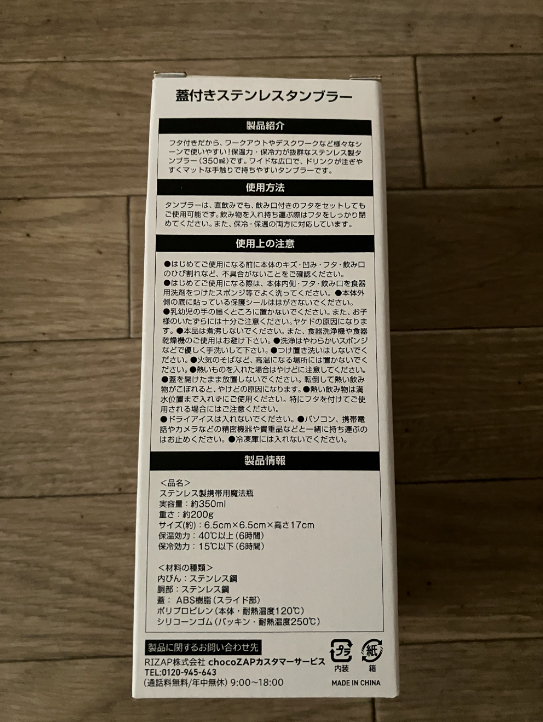 蓋付きステンレスタンブラー
製品紹介
フタ付きだから、ワークアウトやデスクワークなど様々なシ
ーンで使いやすい!保温力・保冷力が抜群なステンレス製タ
ンブラー(350㎖)です。ワイドな広口で、ドリンクが注ぎや
すくマットな手触りで持ちやすいタンブラーです。
使用方法
タンブラーは、直飲みでも、飲み口付きのフタをセットしても
ご使用可能です。飲み物を入れ持ち運ぶ際はフタをしっかり閉
めてください。また、保冷・保温の両方に対応しています。
使用上の注意
●はじめてご使用になる前に本体のキズ・凹み・フタ・飲み口
のひび割れなど、不具合がないことをご確認ください。
●はじめてご使用になる際は、本体内側・フタ・飲み口を食器
用洗剤をつけたスポンジ等でよく洗ってください。●本体外
側の底に貼っている保護シールははがさないでください。
●乳幼児の手の届くところに置かないでください。また、お子
様のいたずらには十分ご注意ください。ヤケドの原因になりま
す。●本品は煮沸しないでください。また、食器洗浄機や食器
乾燥機のご使用はお避け下さい。●洗浄はやわらかいスポンジ
などで優しく手洗いして下さい。●つけ置き洗いはしないでく
ださい。●火気のそばなど、高温になる場所には置かないでく
ださい。●熱いものを入れた場合はやけどに注意してください。
●蓋を開けたまま放置しないでください。転倒して熱い飲み
物がこぼれると、やけどの原因になります。●熱い飲み物は満
水位置まで入れずにご使用ください。特にフタを付けてご使
用される場合にはご注意ください。
●ドライアイスは入れないでください。●パソコン、携帯電
話やカメラなどの精密機器や貴重品などと一緒に持ち運ぶの
はお止めください。●冷凍庫には入れないでください。
製品情報
<品名>
ステンレス製携帯用魔法瓶
実容量:約350ml
重さ:約200g
サイズ(約):6.5cm×6.5cm×高さ17cm
保温効力:40℃以上(6時間)
保冷効力:15℃以下(6時間)
<材料の種類>
内びん:ステンレス鋼
胴部:ステンレス鋼
蓋: ABS樹脂(スライド部)
ポリプロピレン(本体・耐熱温度120℃)
シリコーンゴム(パッキン・耐熱温度250℃)
製品に関するお問い合わせ先
RIZAP株式会社 chocoZAPカスタマーサービス
TEL:0120-945-643
(通話料無料/年中無休) 9:00〜18:00
プラ
内装
紙
箱
MADE IN CHINA